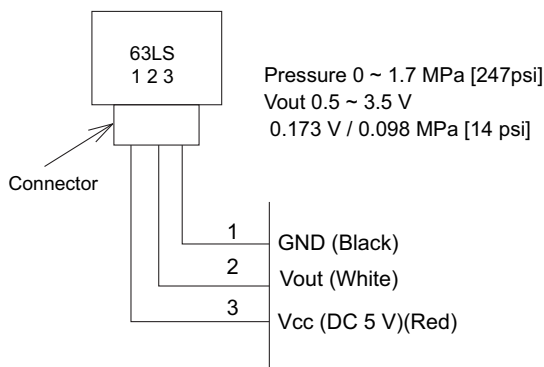 63LS
1 2 3
Pressure 0 ~ 1.7 MPa [247psi]
Vout 0.5 ~ 3.5 V
0.173 V / 0.098 MPa [14 psi]
Connector
1 GND (Black)
2 Vout (White)
3 Vcc (DC 5 V)(Red)